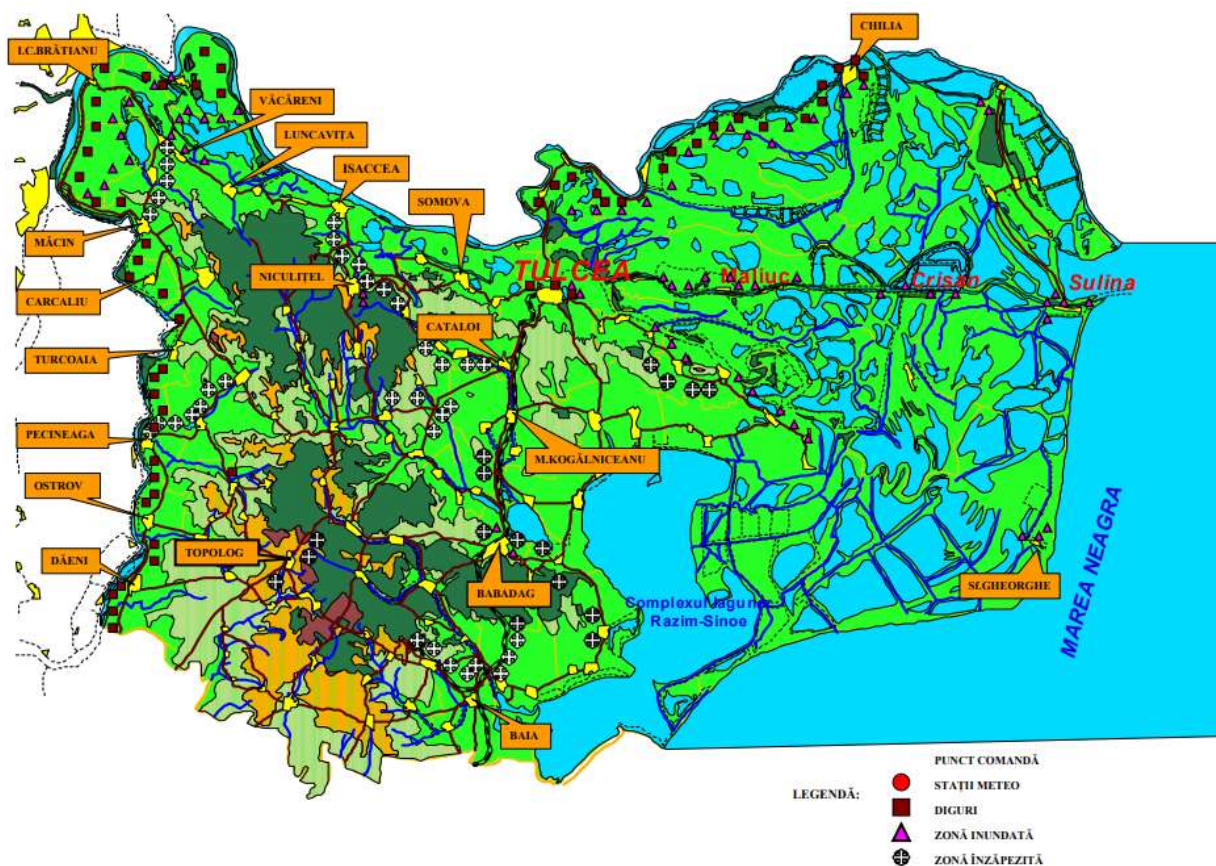 CHILIA
I.C.BRĂTIANU
VĂCĂRENI
LUNCAVIȚA
ISACCEA
SOMOVA
MĂCIN
NICULIȚEL
TULCEA
Maliuc
Crisan
Sulina
CARCALIU
CATALOI
TURCOAIA
PECINEAGA
M.KOGĂLNICEANU
OSTROV
TOPOLOG
DĂENI
BABADAG
SF.GHEORGHE
Complexul lagunar
Razim-Sinoe
MAREA NEAGRA
BAIA
LEGENDĂ:
PUNCT COMANDĂ
STAȚII METEO
DIGURI
ZONĂ INUNDATĂ
ZONĂ ÎNZĂPEZITĂ